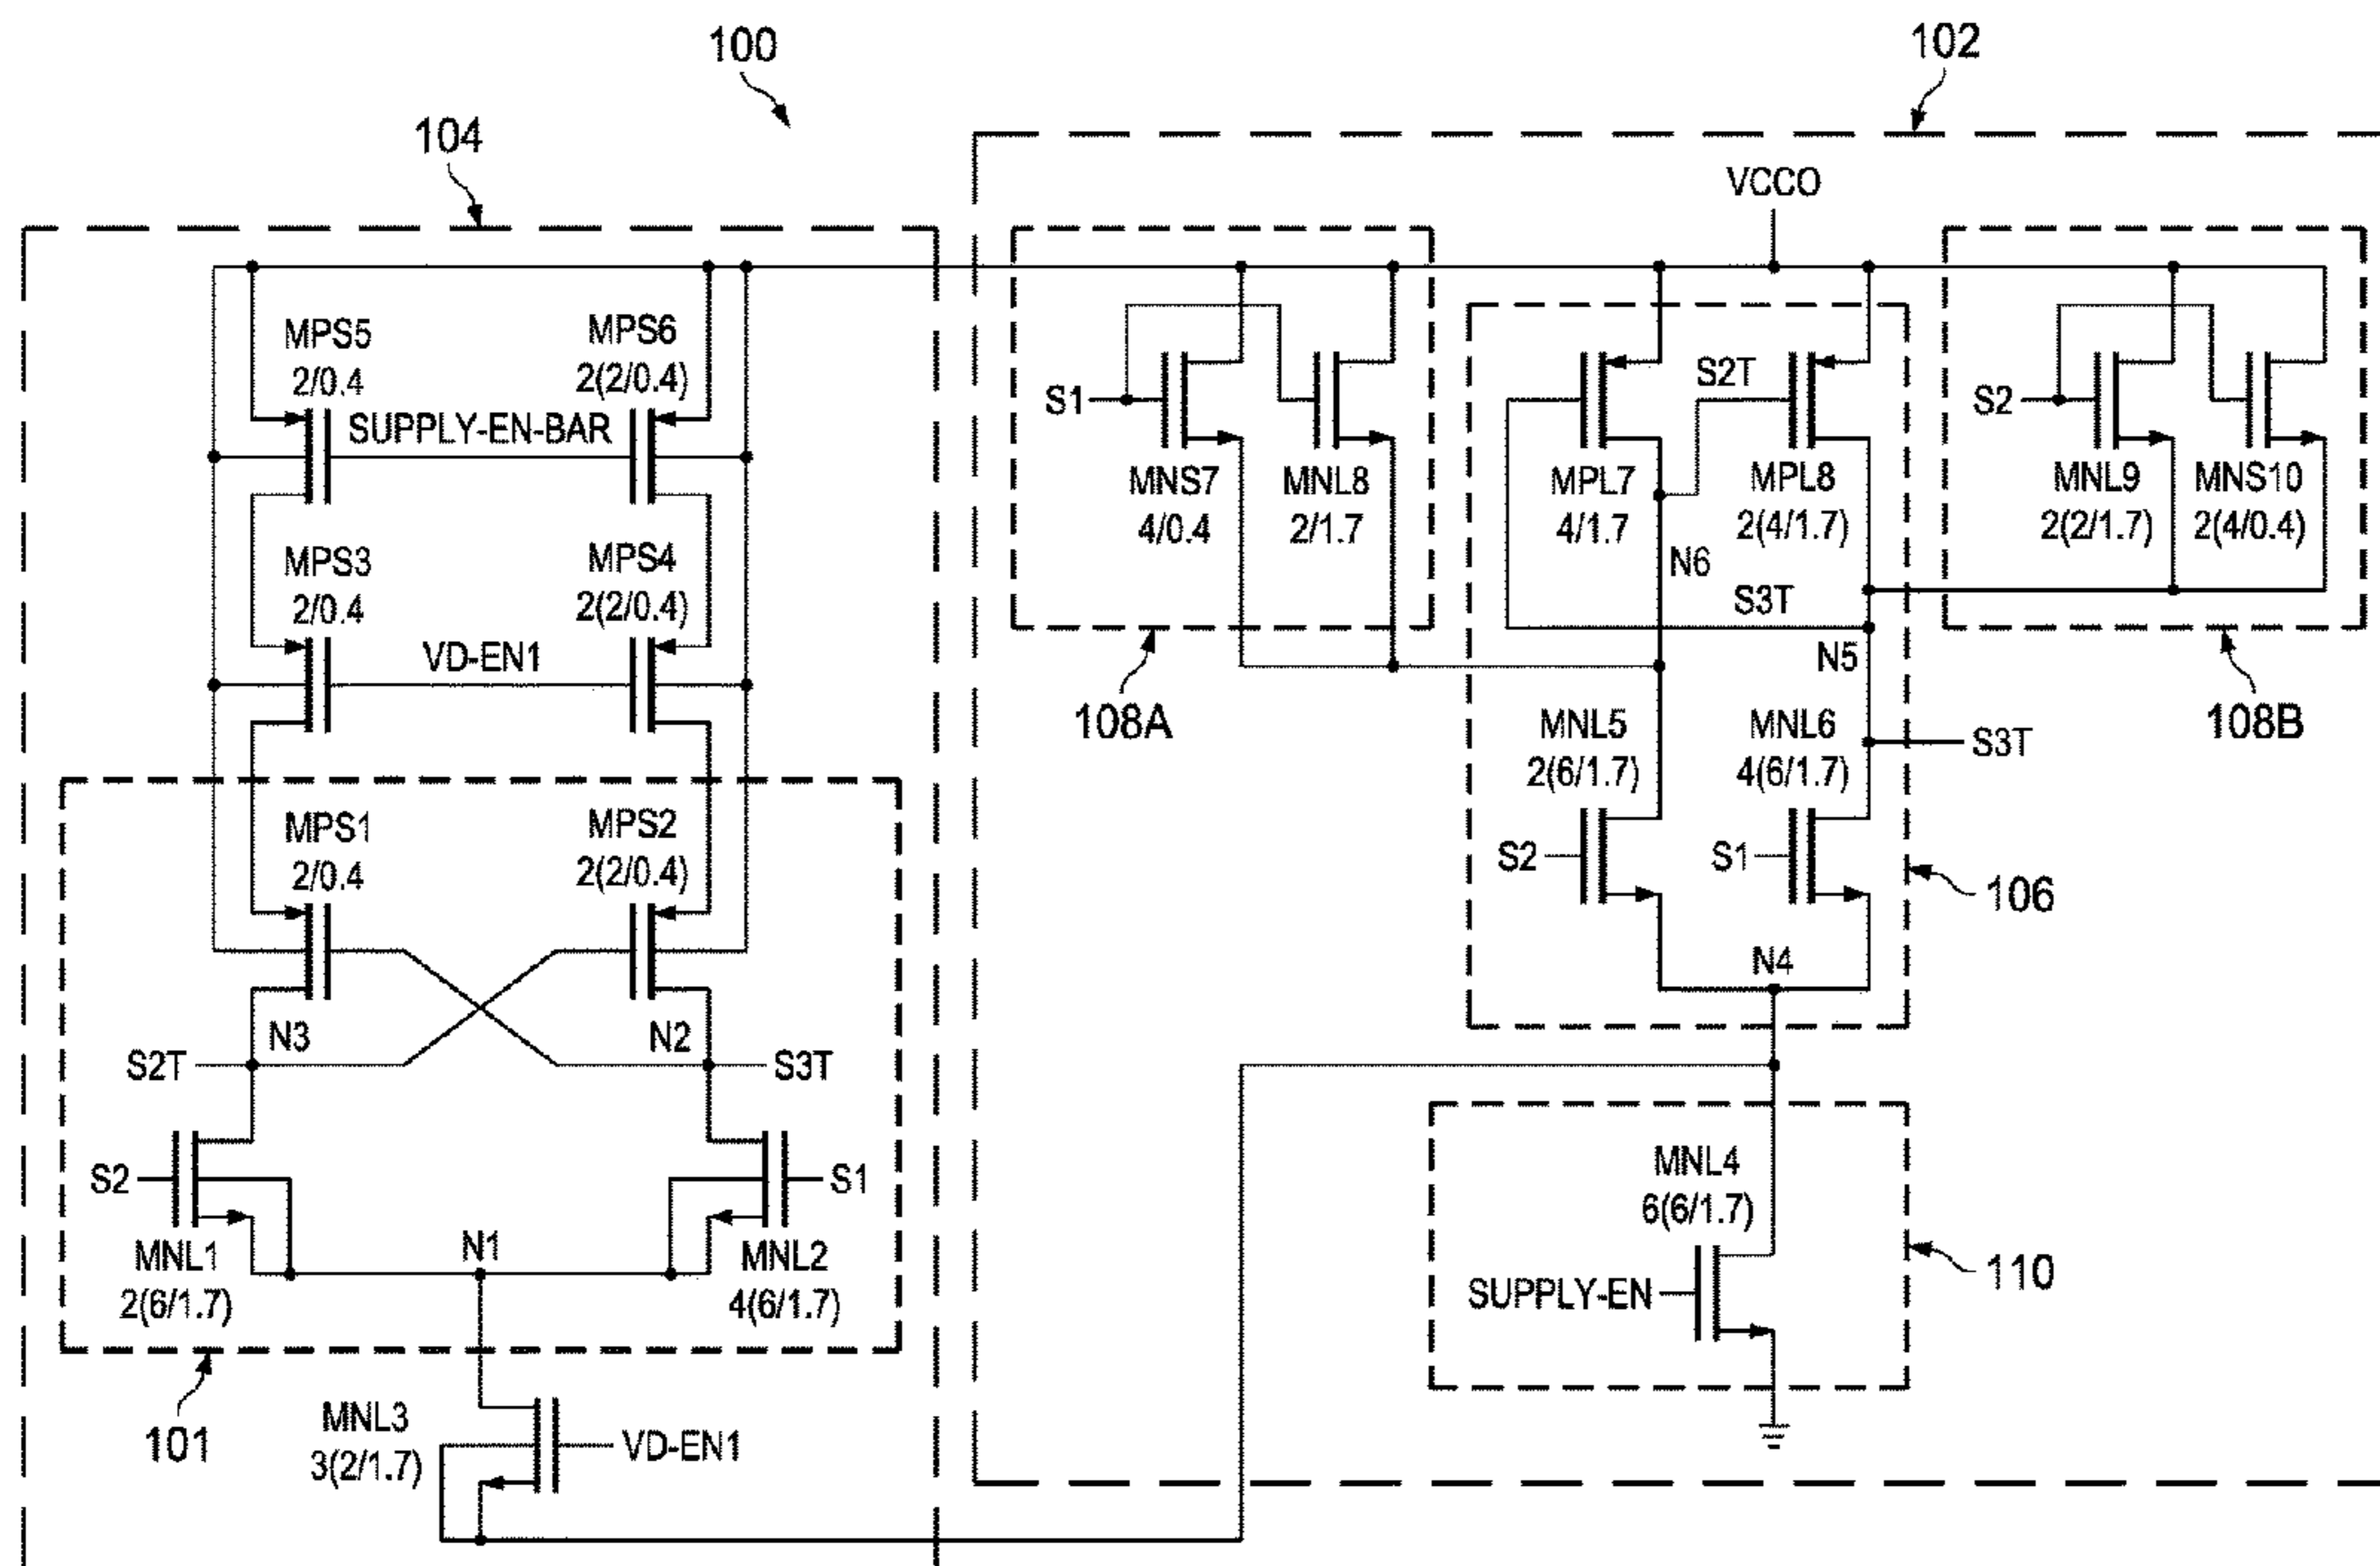 100
102
104
VCCO
MPS5
2/0.4
MPS6
2(2/0.4)
SUPPLY-EN-BAR
S1
MNS7
4/0.4
MNL8
2/1.7
MPL7
4/1.7
S2T
MPL8
2(4/1.7)
S2
MNL9
2(2/1.7)
MNS10
2(4/0.4)
MPS3
2/0.4
MPS4
2(2/0.4)
N6
S3T
VD-EN1
N5
108A
108B
MNL5
2(6/1.7)
MNL6
4(6/1.7)
S3T
MPS1
2/0.4
MPS2
2(2/0.4)
S2
S1
106
N4
N3
N2
S2T
S3T
S2
S1
MNL4
6(6/1.7)
MNL1
2(6/1.7)
N1
MNL2
4(6/1.7)
SUPPLY-EN
110
101
MNL3
3(2/1.7)
VD-EN1